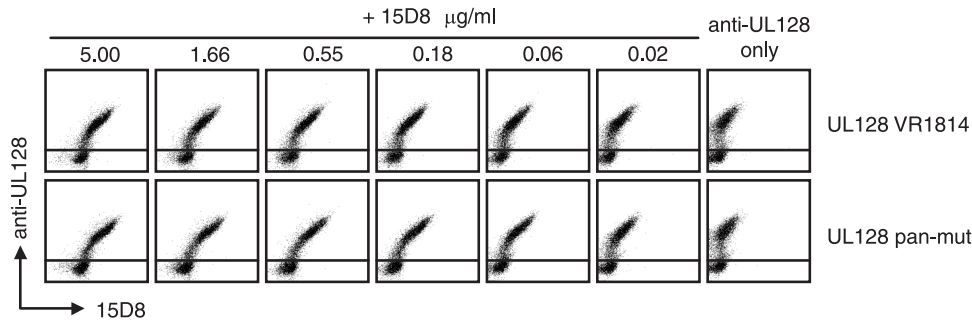 + 15D8 μg/ml
anti-UL128
only
5.00 1.66 0.55 0.18 0.06 0.02
UL128 VR1814
UL128 pan-mut
anti-UL128
15D8